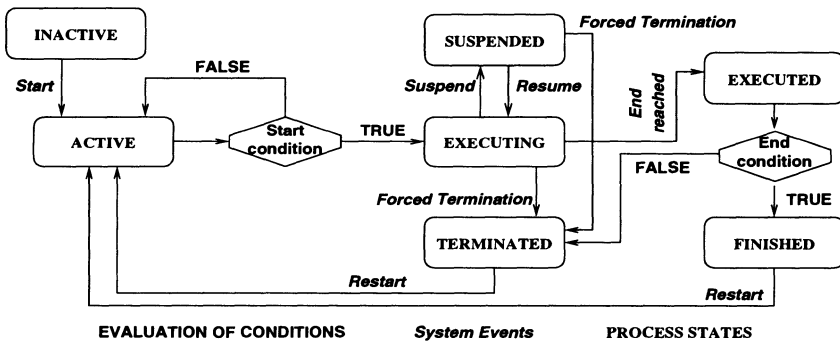 INACTIVE
Start
FALSE
SUSPENDED
Forced Termination
Suspend
Resume
End
reached
EXECUTED
ACTIVE
Start
condition
TRUE
EXECUTING
End
condition
FALSE
TRUE
Forced Termination
TERMINATED
FINISHED
Restart
Restart
EVALUATION OF CONDITIONS System Events PROCESS STATES